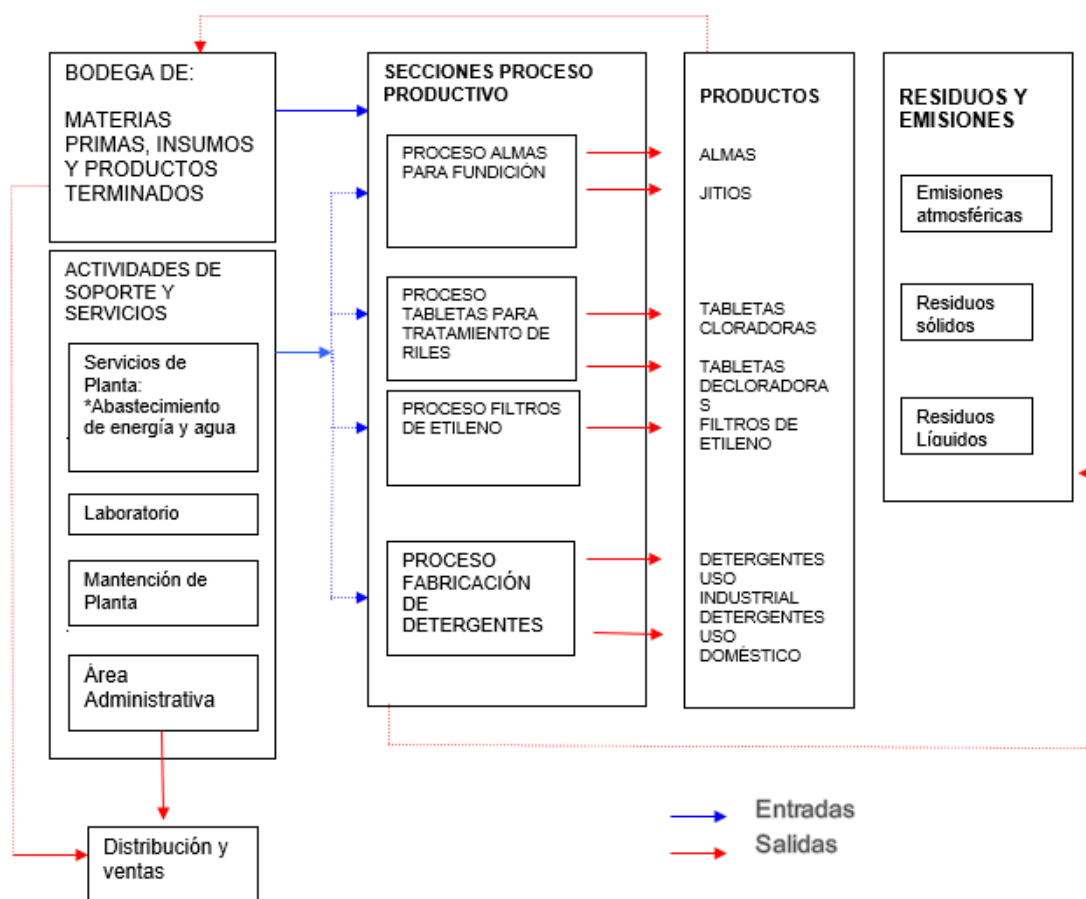 BODEGA DE:
MATERIAS
PRIMAS, INSUMOS
Y PRODUCTOS
TERMINADOS
ACTIVIDADES DE
SOPORTE Y
SERVICIOS
Servicios de
Planta:
*Abastecimiento
de energía y agua
Laboratorio
Mantención de
Planta
Área
Administrativa
Distribución y
ventas
SECCIONES PROCESO
PRODUCTIVO
PROCESO ALMAS
PARA FUNDICIÓN
PROCESO
TABLETAS PARA
TRATAMIENTO DE
RILES
PROCESO FILTROS
DE ETILENO
PROCESO
FABRICACIÓN
DE
DETERGENTES
PRODUCTOS
ALMAS
JITIOS
TABLETAS
CLORADORAS
TABLETAS
DECLORADORA
S
FILTROS DE
ETILENO
DETERGENTES
USO
INDUSTRIAL
DETERGENTES
USO
DOMÉSTICO
RESIDUOS Y
EMISIONES
Emisiones
atmosféricas
Residuos
sólidos
Residuos
Líquidos
Entradas
Salidas